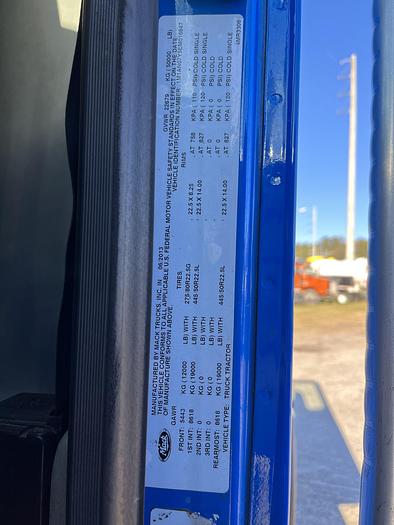 MANUFACTURED BY MACK TRUCKS, INC. IN 06/2013 GVWR: 22679 KG (50000 LB)
THIS VEHICLE CONFORMS TO ALL APPLICABLE U.S. FEDERAL MOTOR VEHICLE SAFETY STANDARDS IN EFFECT ON THE DATE
OF MANUFACTURE SHOWN ABOVE. VEHICLE IDENTIFICATION NUMBER:
Mack
GAWR TIRES RIMS
FRONT: 5443 KG (12000 LB) WITH 275/80R22.5G , 22.5 X 8.25 , AT 758 KPA (110 PSI) COLD SINGLE
1ST INT: 8618 KG (19000 LB) WITH 445/50R22.5L , 22.5 X 14.00 , AT 827 KPA (120 PSI) COLD SINGLE
2ND INT: 0 KG (0 LB) WITH , AT 0 KPA (0 PSI) COLD
3RD INT: 0 KG (0 LB) WITH , AT 0 KPA (0 PSI) COLD
REARMOST: 8618 KG (19000 LB) WITH 445/50R22.5L , 22.5 X 14.00 , AT 827 KPA (120 PSI) COLD SINGLE
VEHICLE TYPE: TRUCK TRACTOR